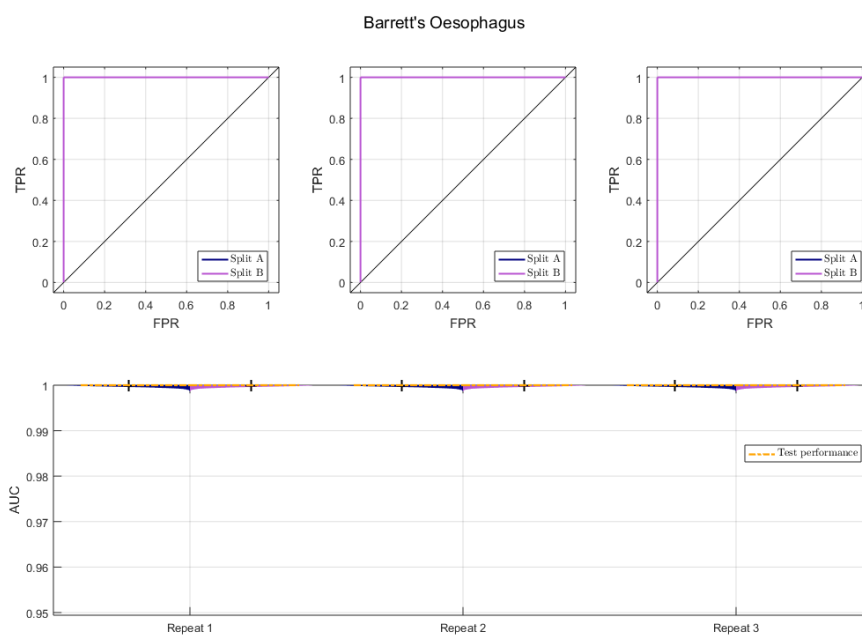 Barrett's Oesophagus
1
0.8
0.6
0.4
0.2
0
TPR
0 0.2 0.4 0.6 0.8 1
FPR
Split A
Split B
1
0.8
0.6
0.4
0.2
0
TPR
0 0.2 0.4 0.6 0.8 1
FPR
Split A
Split B
1
0.8
0.6
0.4
0.2
0
TPR
0 0.2 0.4 0.6 0.8 1
FPR
Split A
Split B
1
0.99
0.98
0.97
0.96
0.95
AUC
Test performance
Repeat 1 Repeat 2 Repeat 3